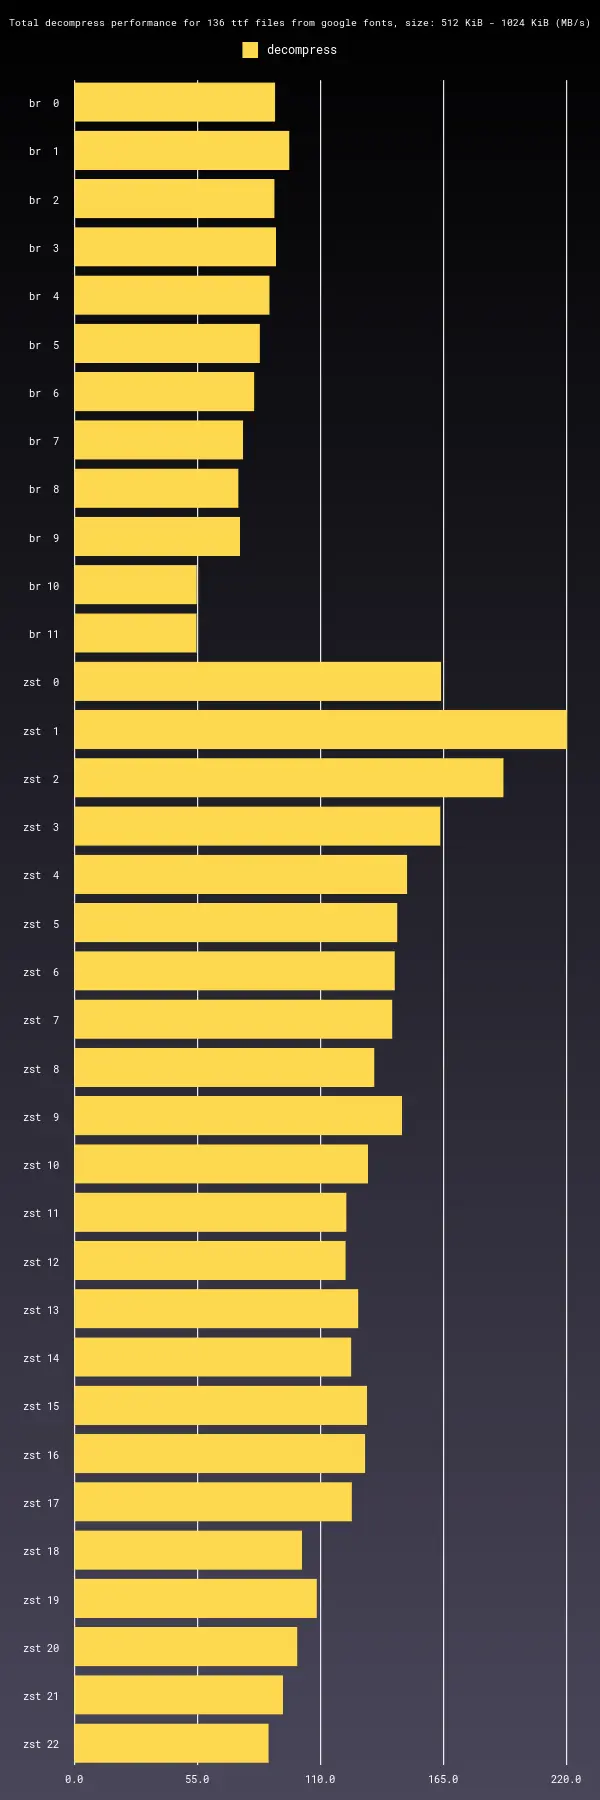 Total decompress performance for 136 ttf files from google fonts, size: 512 KiB - 1024 KiB (MB/s)
decompress
br 0
br 1
br 2
br 3
br 4
br 5
br 6
br 7
br 8
br 9
br 10
br 11
zst 0
zst 1
zst 2
zst 3
zst 4
zst 5
zst 6
zst 7
zst 8
zst 9
zst 10
zst 11
zst 12
zst 13
zst 14
zst 15
zst 16
zst 17
zst 18
zst 19
zst 20
zst 21
zst 22
0.0 55.0 110.0 165.0 220.0